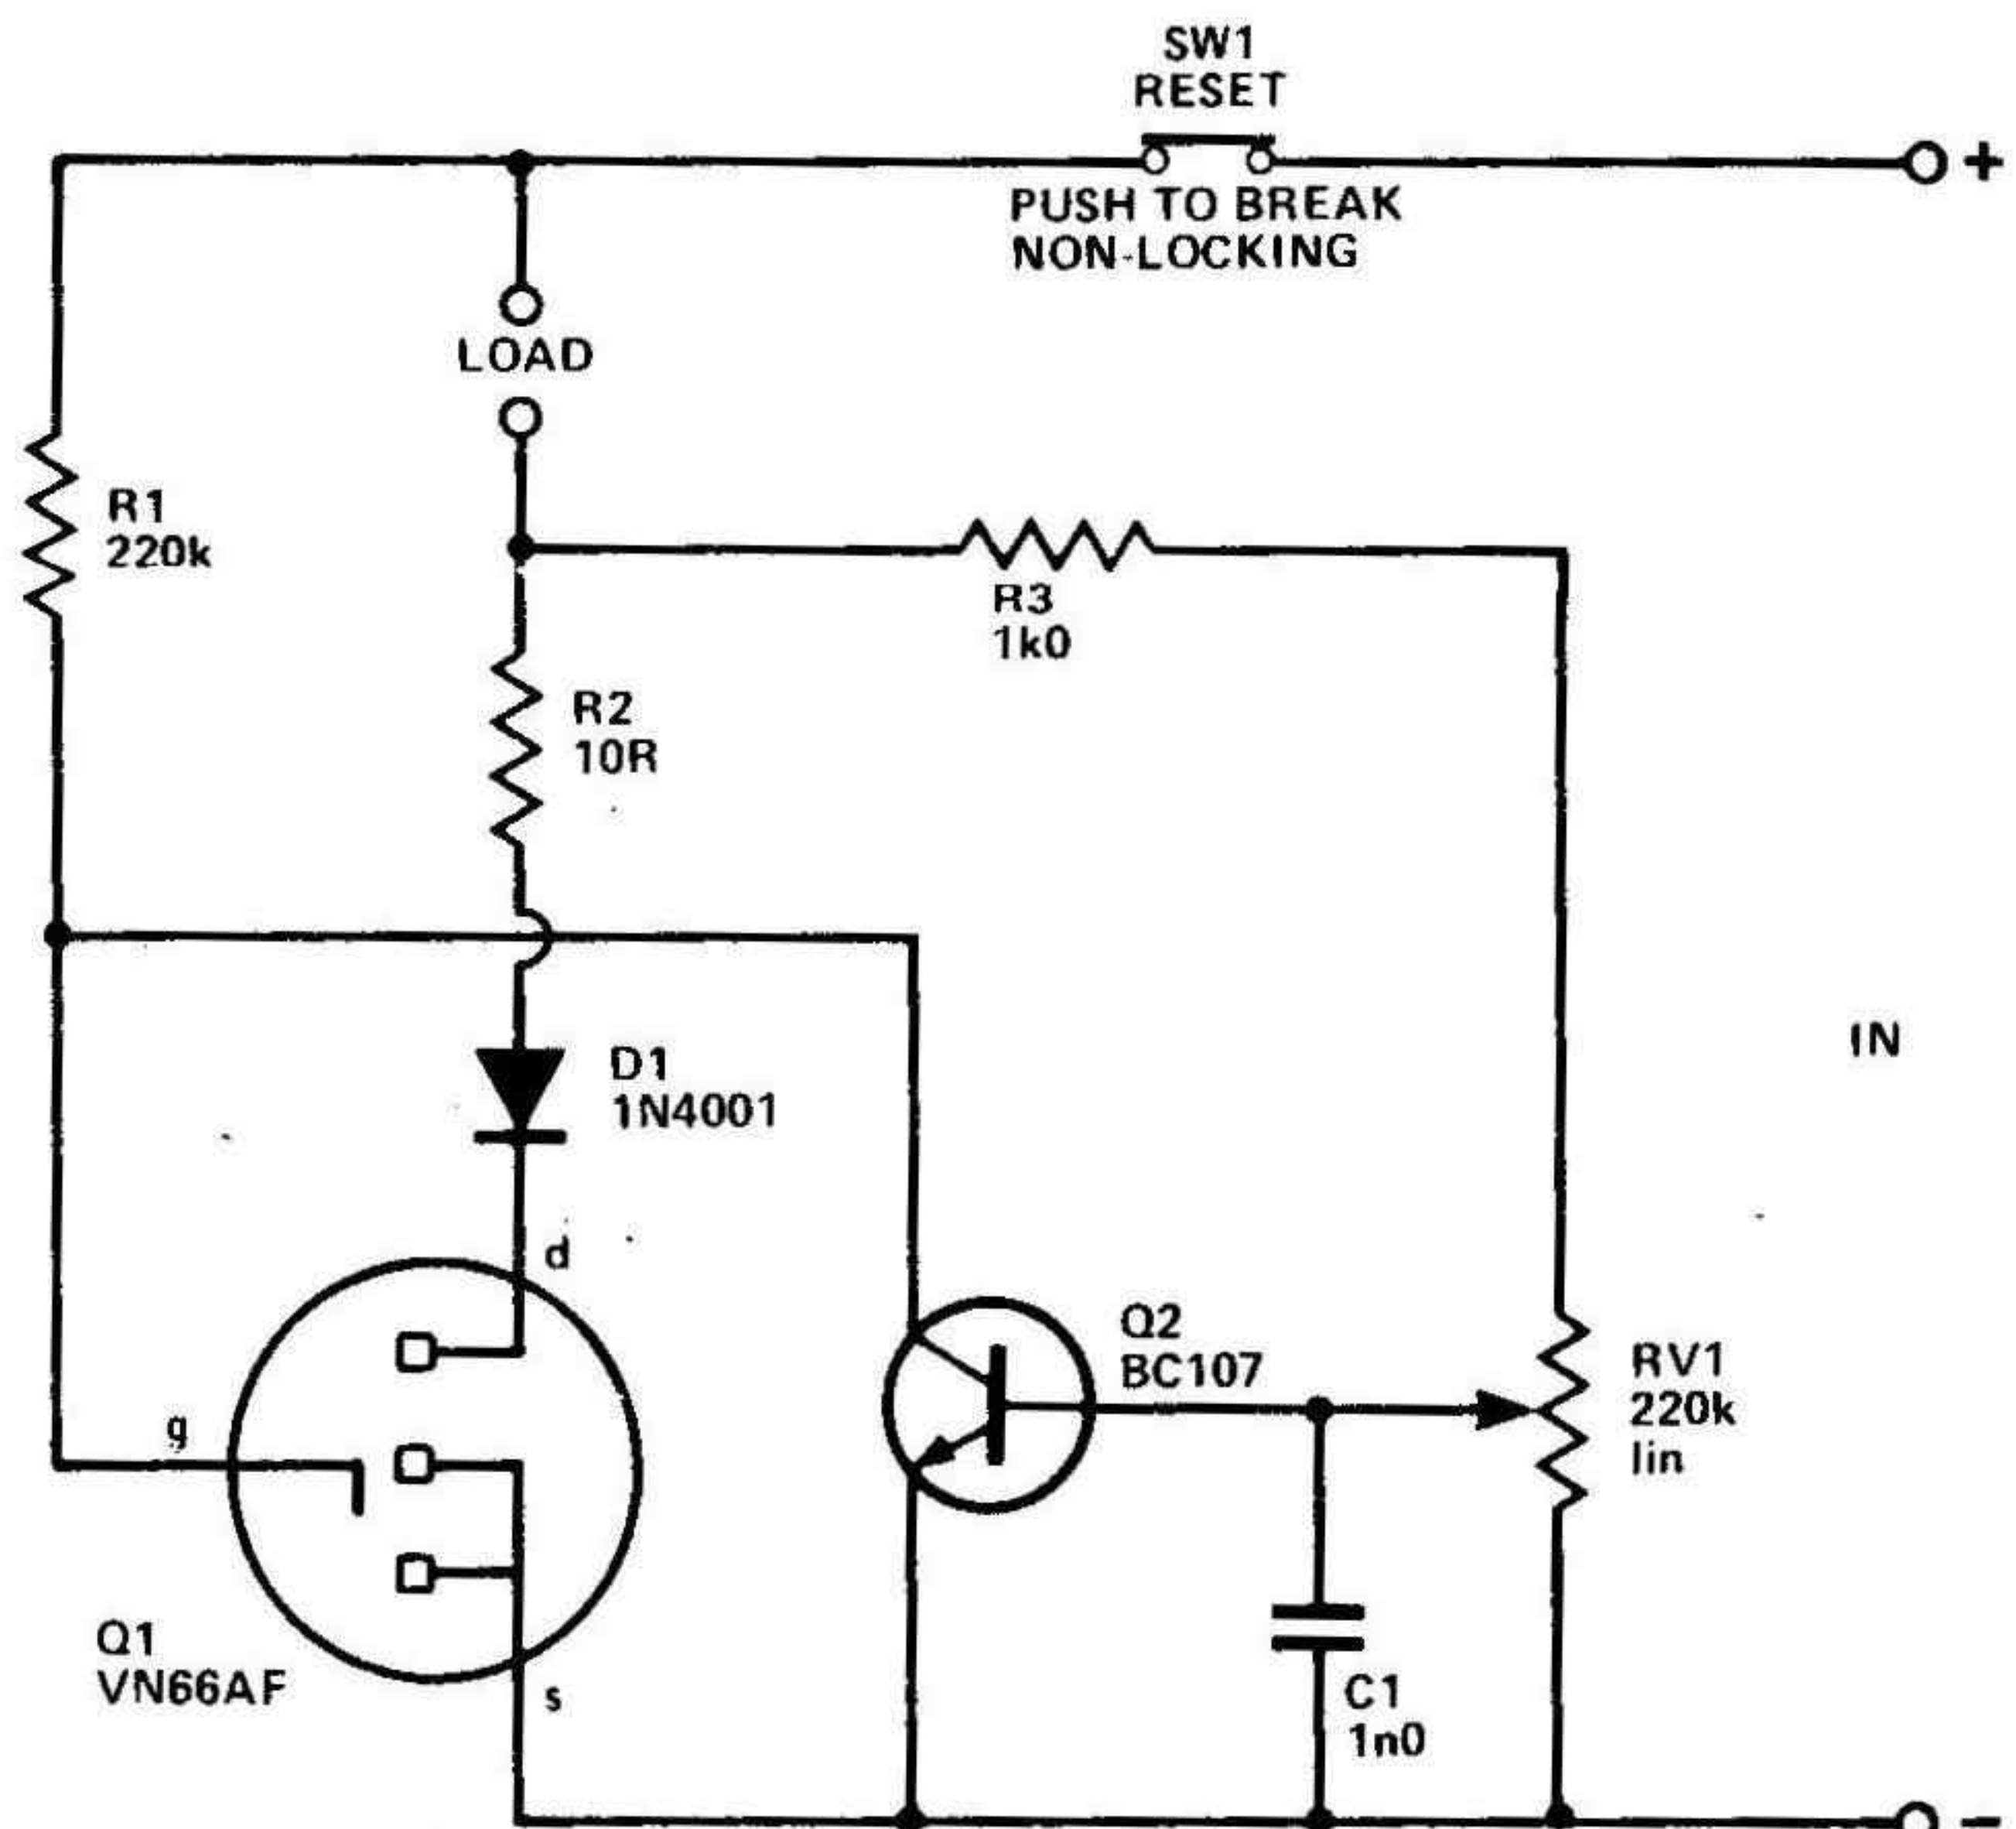 SW1
RESET
+
PUSH TO BREAK
NON-LOCKING
LOAD
R1
220k
R3
1k0
R2
10R
IN
D1
1N4001
d
Q2
BC107
RV1
220k
lin
g
Q1
VN66AF
s
C1
1n0
-